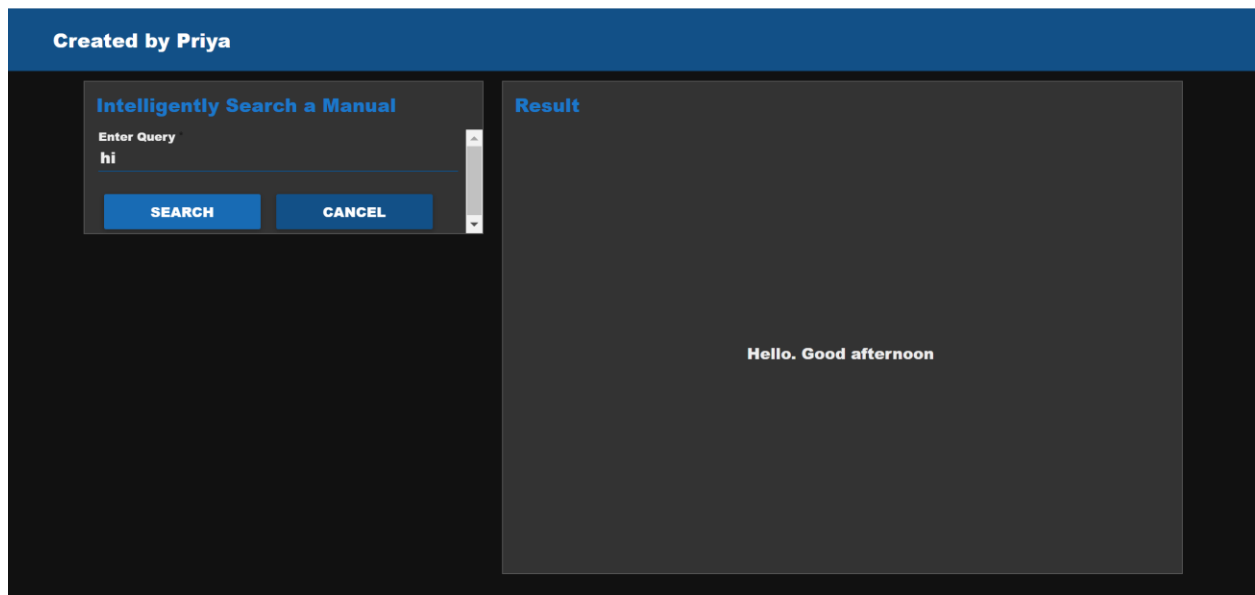 Created by Priya
Intelligently Search a Manual
Enter Query *
hi
SEARCH CANCEL
Result
Hello. Good afternoon